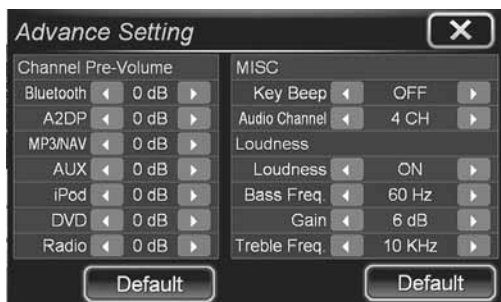 Advance Setting X
Channel Pre-Volume
Bluetooth 0 dB
A2DP 0 dB
MP3/NAV 0 dB
AUX 0 dB
iPod 0 dB
DVD 0 dB
Radio 0 dB
Default
MISC
Key Beep OFF
Audio Channel 4 CH
Loudness
Loudness ON
Bass Freq. 60 Hz
Gain 6 dB
Treble Freq. 10 KHz
Default